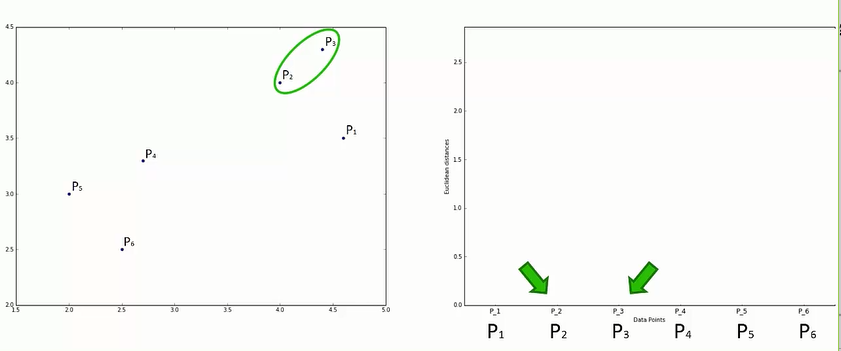 4.5
4.0
3.5
3.0
2.5
2.0
1.5 2.0 2.5 3.0 3.5 4.0 4.5 5.0
P3
P2
P1
P4
P5
P6
Euclidean distances
2.5
2.0
1.5
1.0
0.5
0.0
P_1 P_2 P_3 P_4 P_5 P_6
Data Points
P1 P2 P3 P4 P5 P6